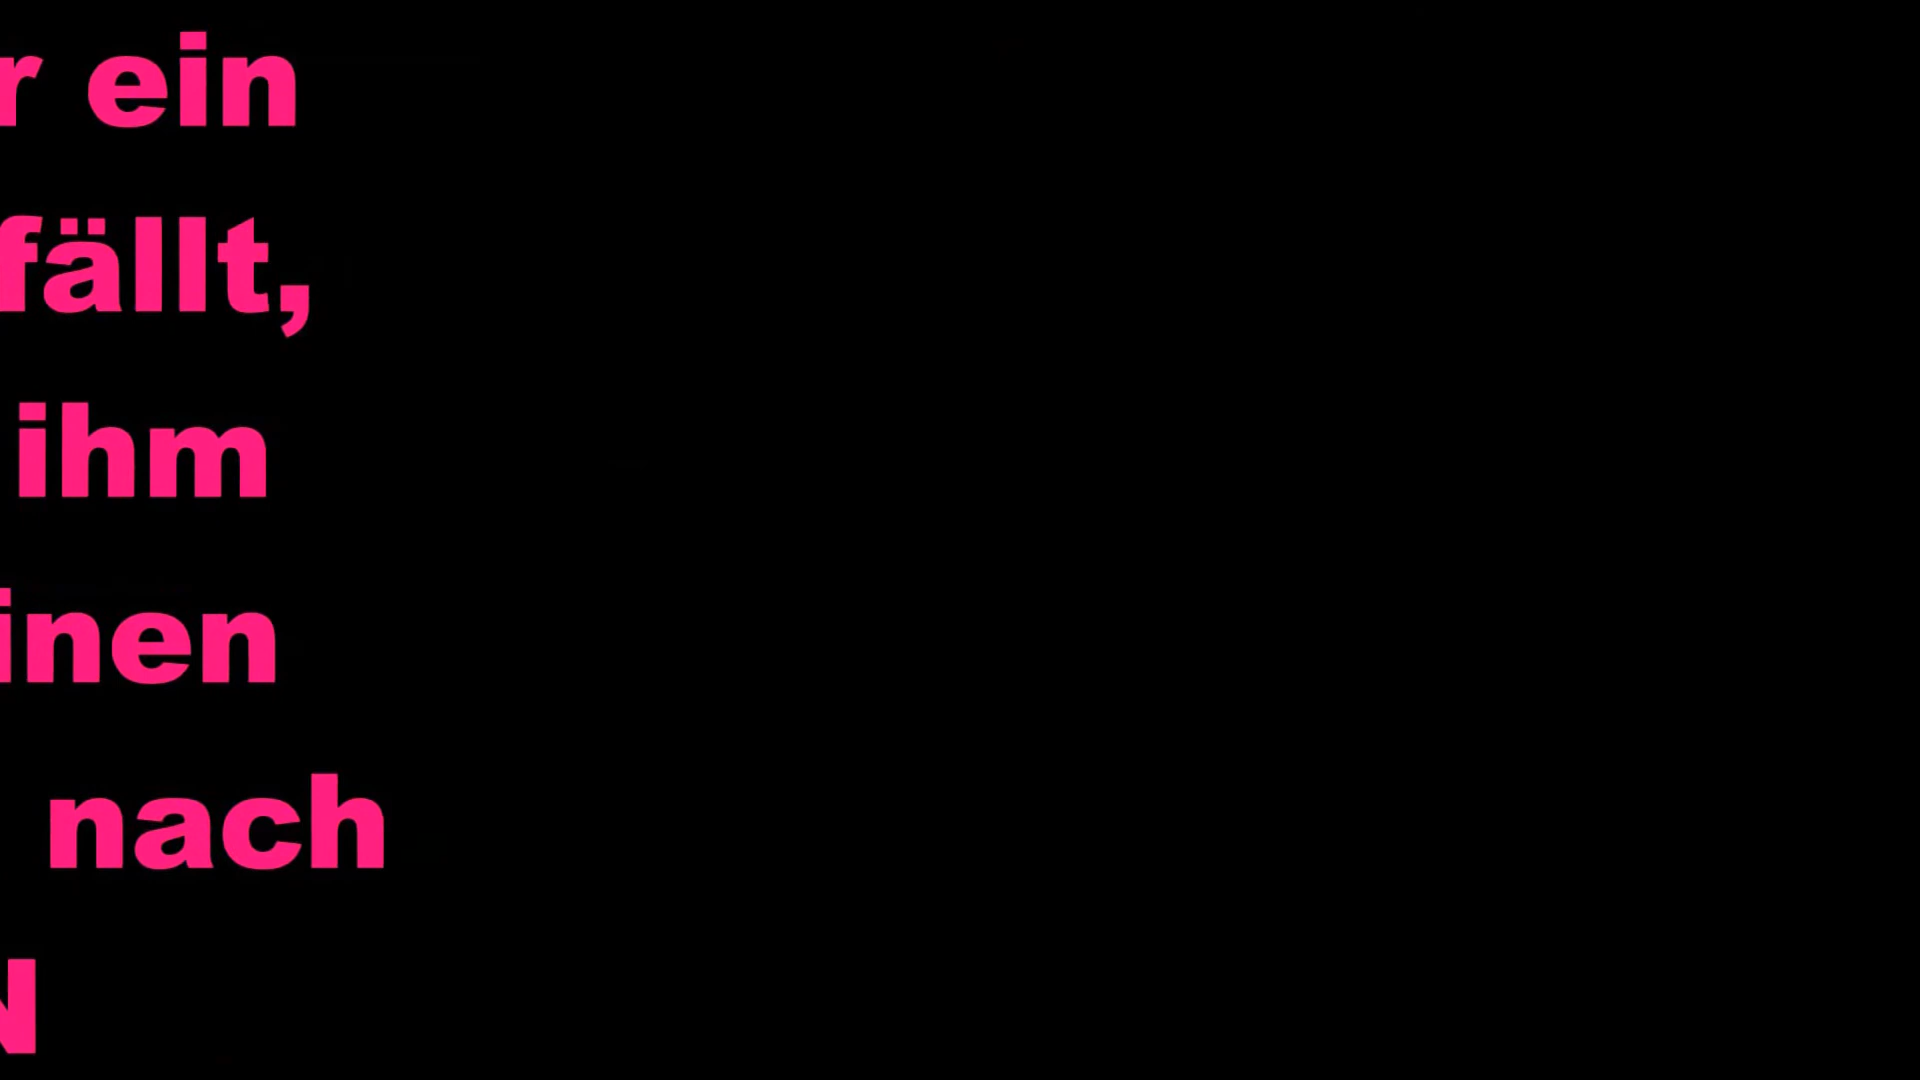 r ein
fällt,
ihm
inen
nach
N